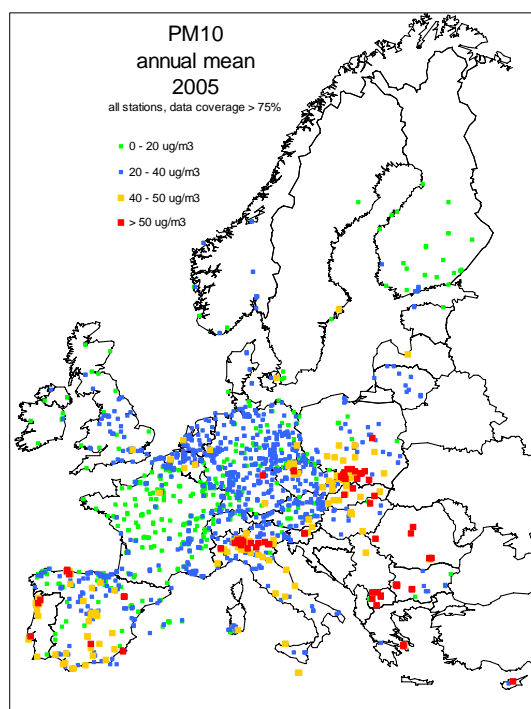 PM10
annual mean
2005
all stations, data coverage > 75%
0 - 20 ug/m3
20 - 40 ug/m3
40 - 50 ug/m3
> 50 ug/m3